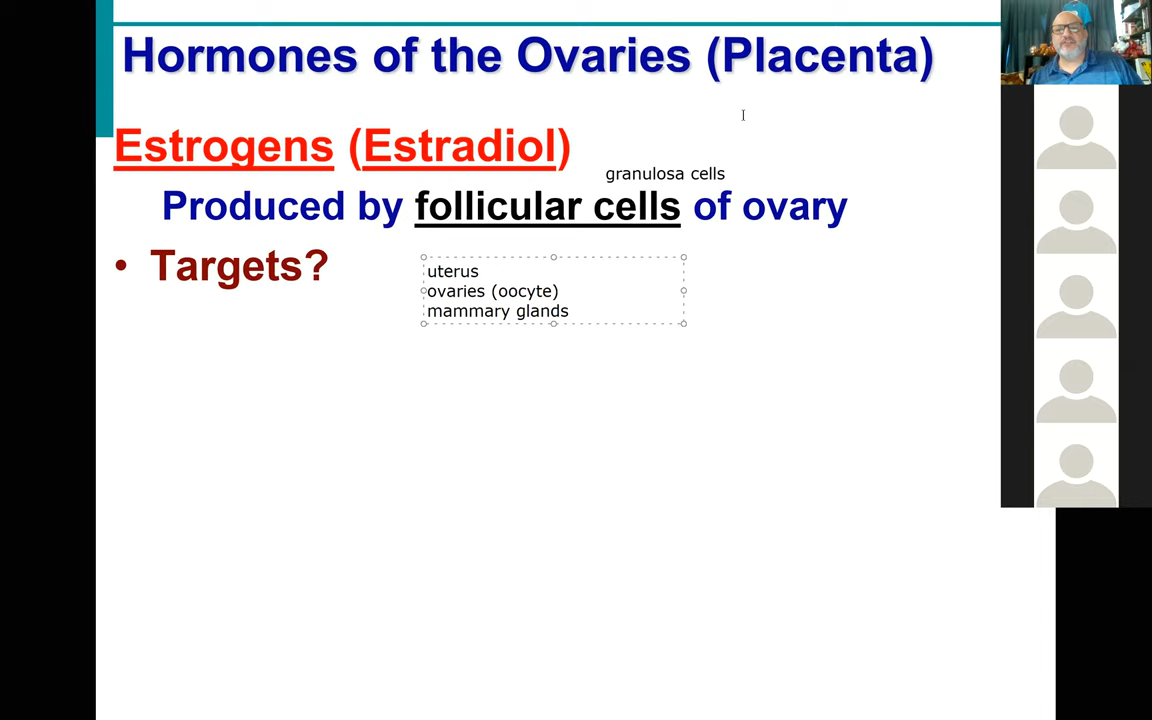 Hormones of the Ovaries (Placenta)
Estrogens (Estradiol)
granulosa cells
Produced by follicular cells of ovary
• Targets?
uterus
ovaries (oocyte)
mammary glands